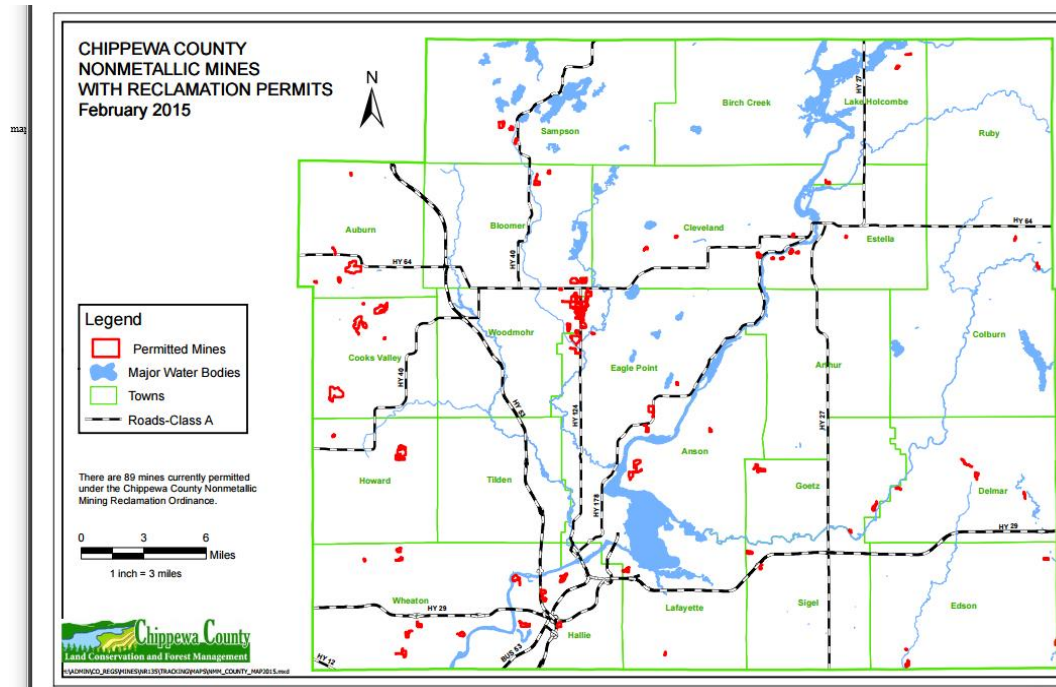 map
CHIPPEWA COUNTY
NONMETALLIC MINES
WITH RECLAMATION PERMITS
February 2015
N
Sampson
Birch Creek
Lake Holcombe
Ruby
HY 27
Auburn
Bloomer
Cleveland
Estella
HY 64
HY 64
HY 40
Legend
Permitted Mines
Major Water Bodies
Towns
Roads-Class A
Woodmohr
Cooks Valley
HY 40
Eagle Point
Arthur
Colburn
HY 53
HY 124
HY 27
There are 89 mines currently permitted
under the Chippewa County Nonmetallic
Mining Reclamation Ordinance.
0 3 6
Miles
1 inch = 3 miles
Howard
Tilden
Anson
Goetz
Delmar
HY 178
HY 29
Wheaton
HY 29
Hallie
Lafayette
Sigel
Edson
BUS 53
HY 12
Chippewa County
Land Conservation and Forest Management